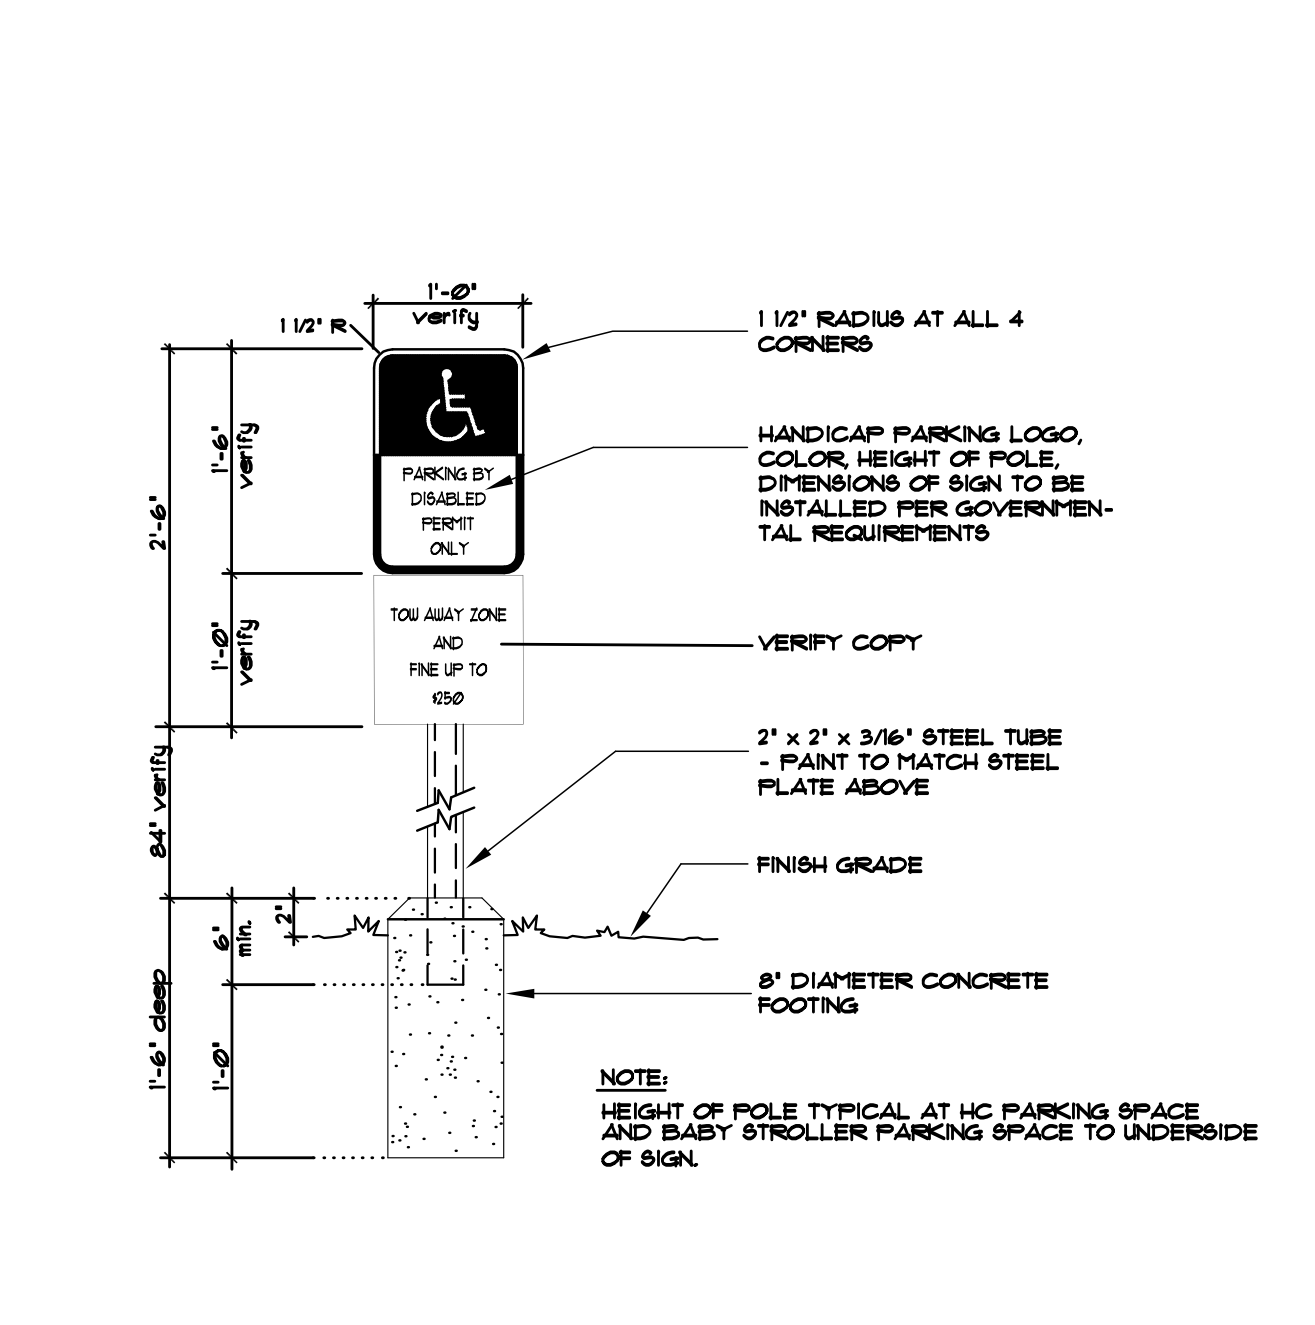 1'-0"
verify
1 1/2" R
1 1/2" RADIUS AT ALL 4
CORNERS
1'-6"
verify
2'-6"
HANDICAP PARKING LOGO,
COLOR, HEIGHT OF POLE,
DIMENSIONS OF SIGN TO BE
INSTALLED PER GOVERNMEN-
TAL REQUIREMENTS
PARKING BY
DISABLED
PERMIT
ONLY
1'-0"
verify
TOW AWAY ZONE
AND
FINE UP TO
$250
VERIFY COPY
84" verify
2" x 2" x 3/16" STEEL TUBE
- PAINT TO MATCH STEEL
PLATE ABOVE
FINISH GRADE
2"
6"
min.
1'-6" deep
1'-0"
8" DIAMETER CONCRETE
FOOTING
NOTE:
HEIGHT OF POLE TYPICAL AT HC PARKING SPACE
AND BABY STROLLER PARKING SPACE TO UNDERSIDE
OF SIGN.